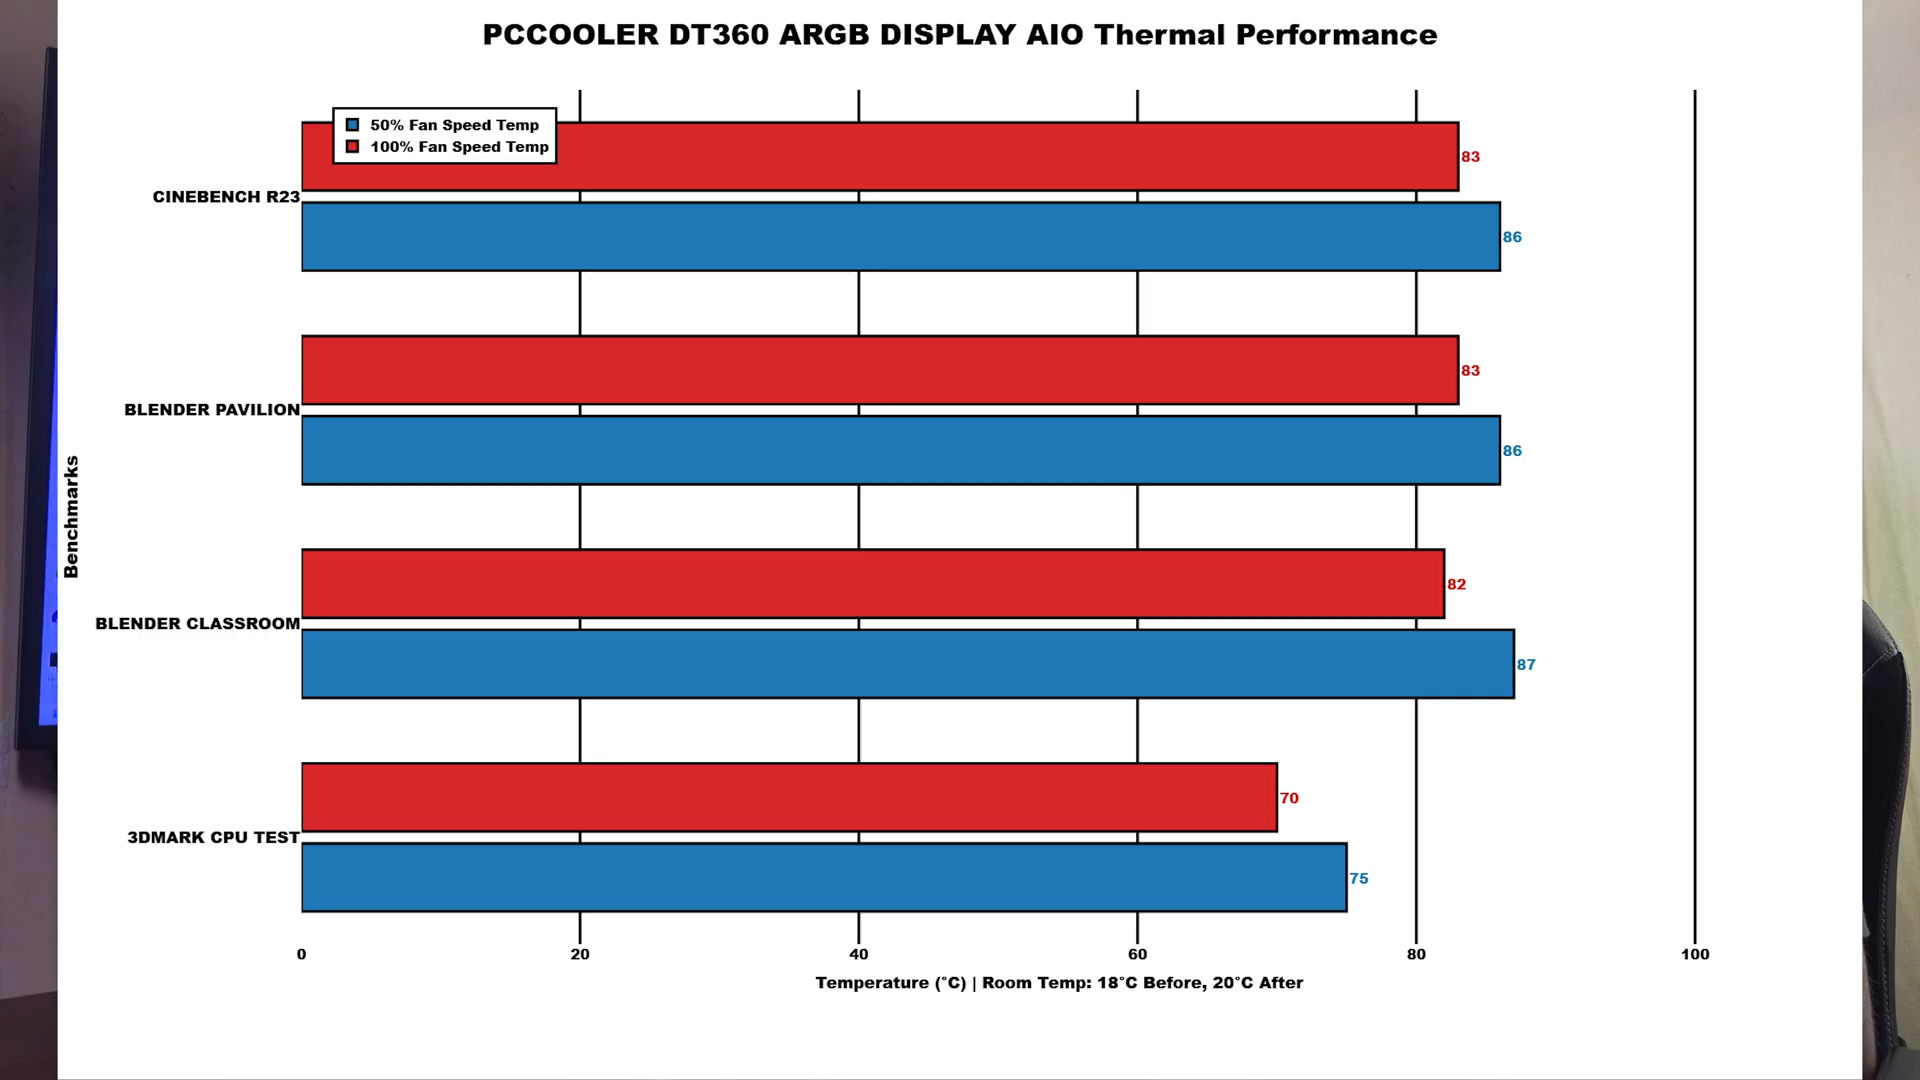 PCCOOLER DT360 ARGB DISPLAY AIO Thermal Performance
50% Fan Speed Temp
100% Fan Speed Temp
83
CINEBENCH R23
86
83
BLENDER PAVILION
86
Benchmarks
82
BLENDER CLASSROOM
87
70
3DMARK CPU TEST
75
0 20 40 60 80 100
Temperature (°C) | Room Temp: 18°C Before, 20°C After